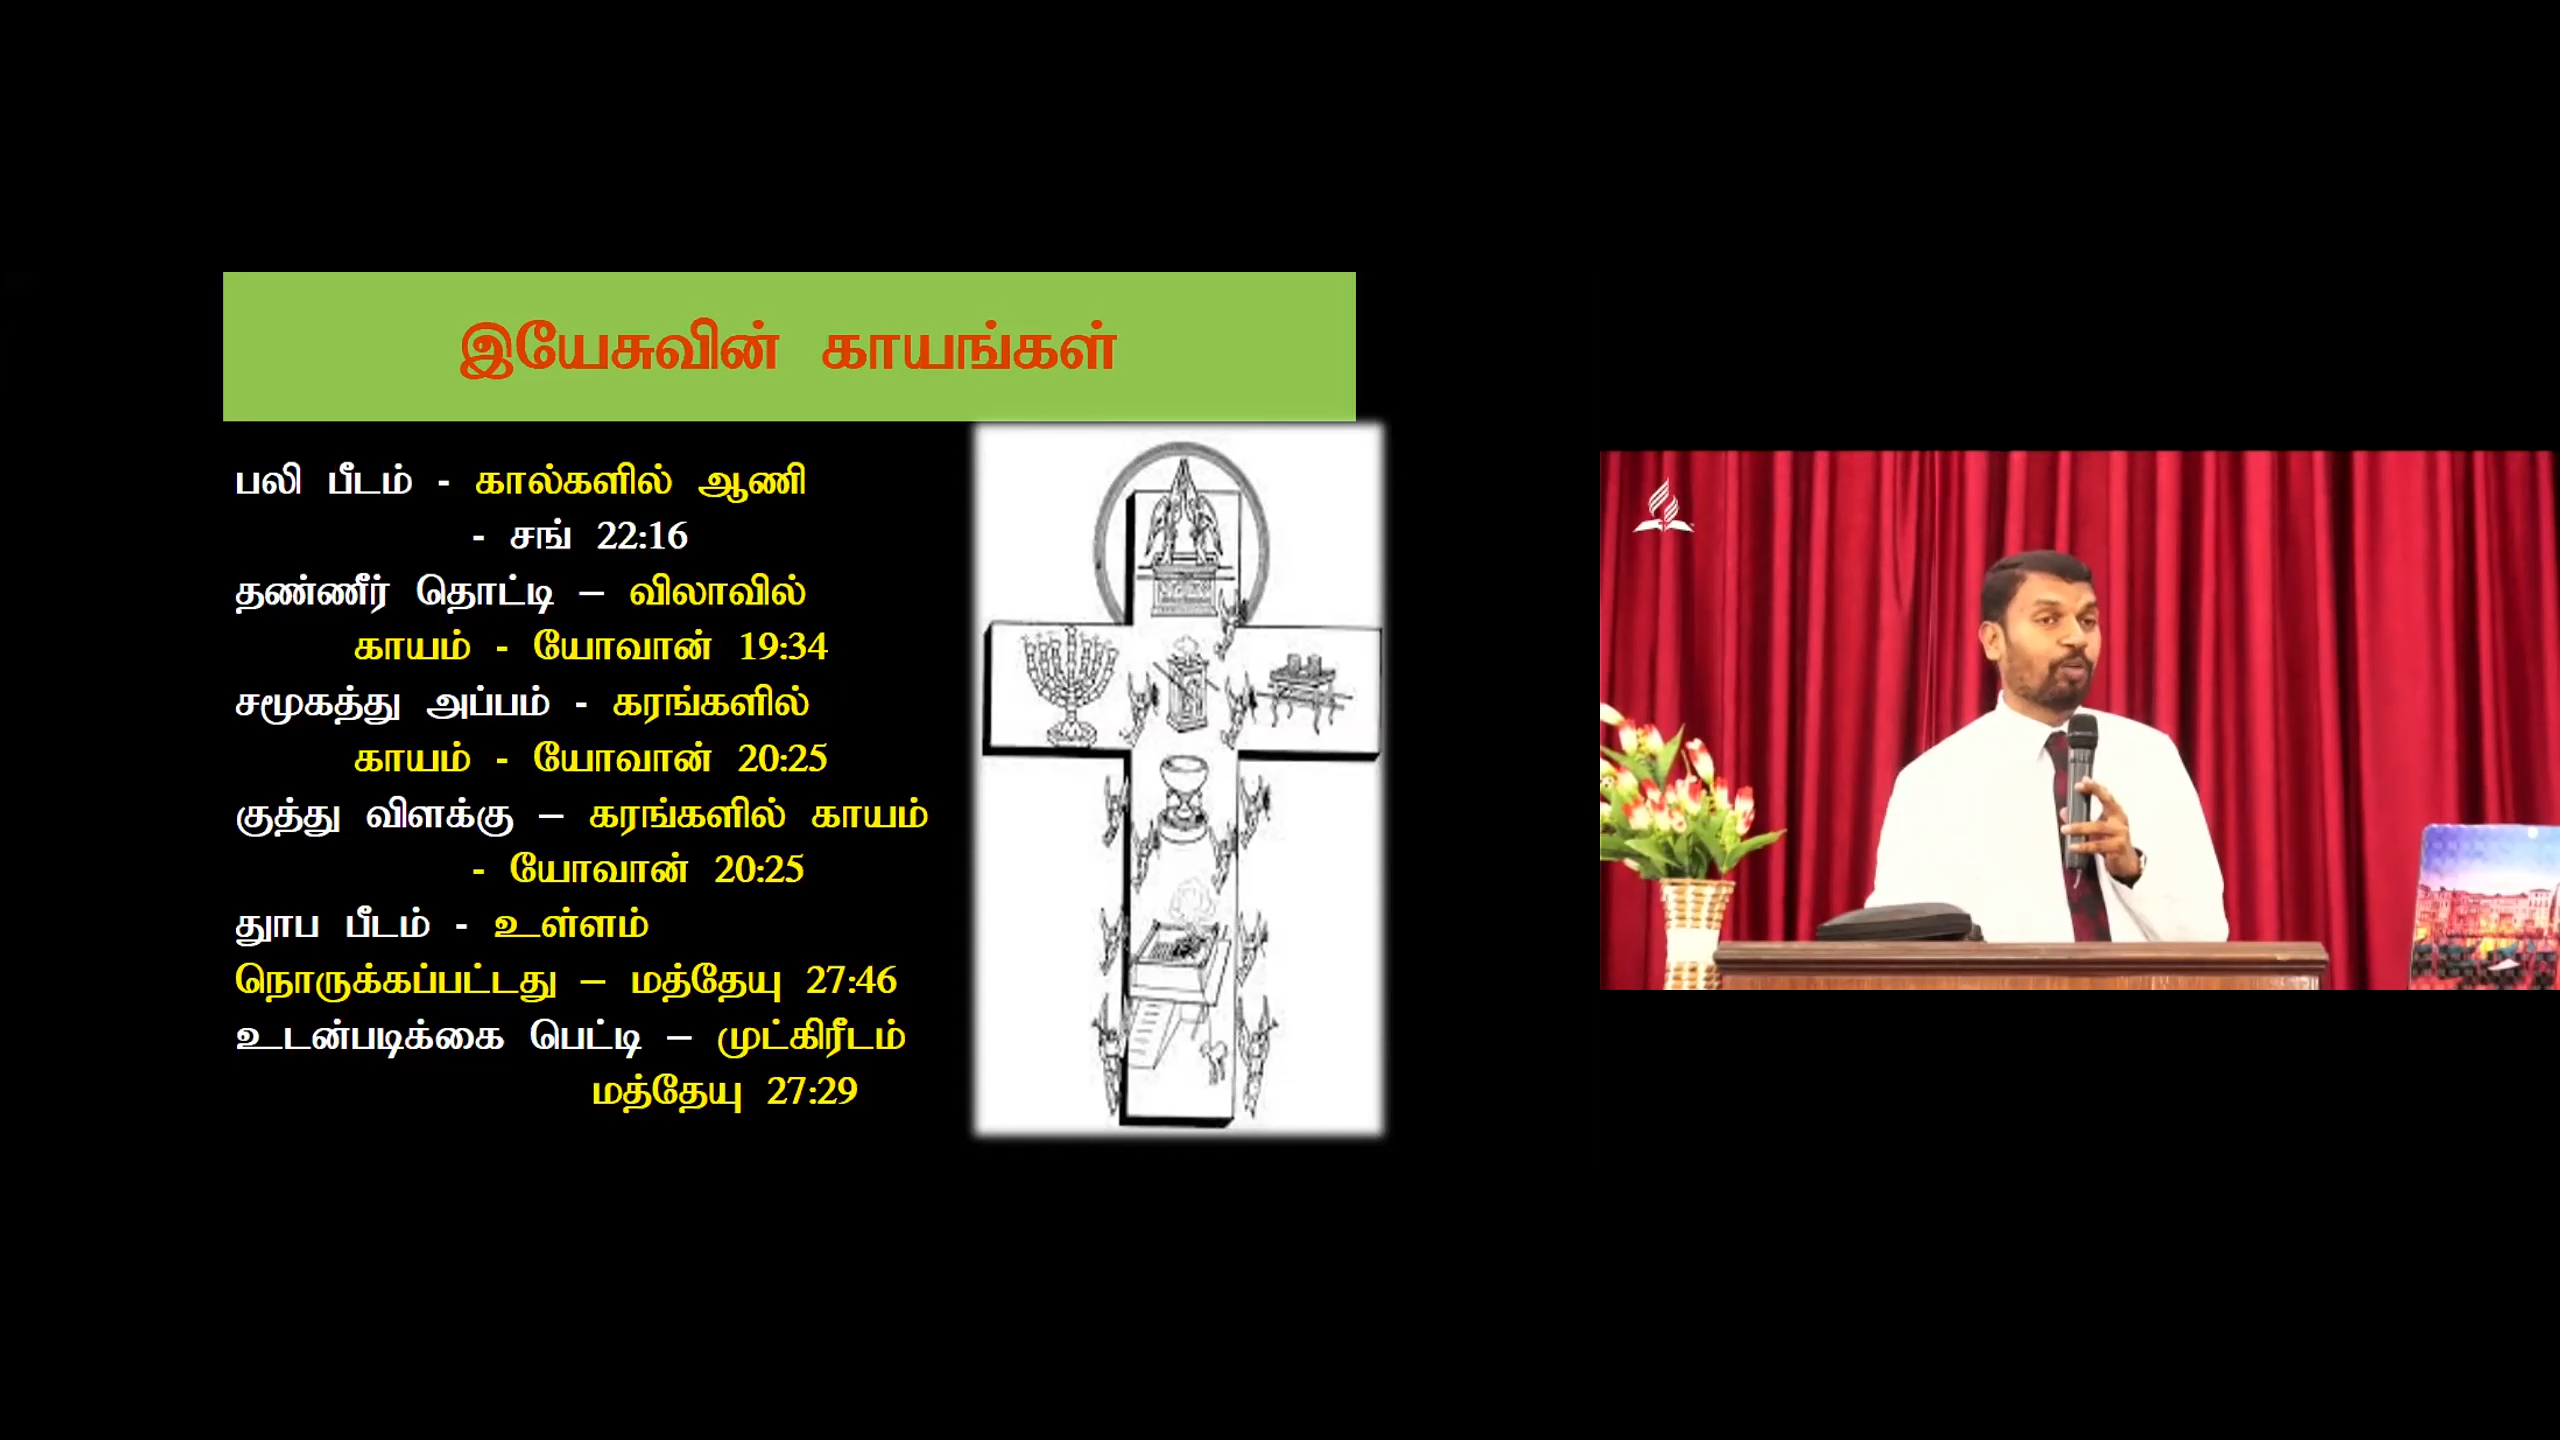 இயேசுவின் காயங்கள்
பலி பீடம் - கால்களில் ஆணி
- சங் 22:16
தண்ணீர் தொட்டி – விலாவில்
காயம் - யோவான் 19:34
சமூகத்து அப்பம் - கரங்களில்
காயம் - யோவான் 20:25
குத்து விளக்கு – கரங்களில் காயம்
- யோவான் 20:25
தூப பீடம் - உள்ளம்
நொருக்கப்பட்டது – மத்தேயு 27:46
உடன்படிக்கை பெட்டி – முட்கிரீடம்
மத்தேயு 27:29